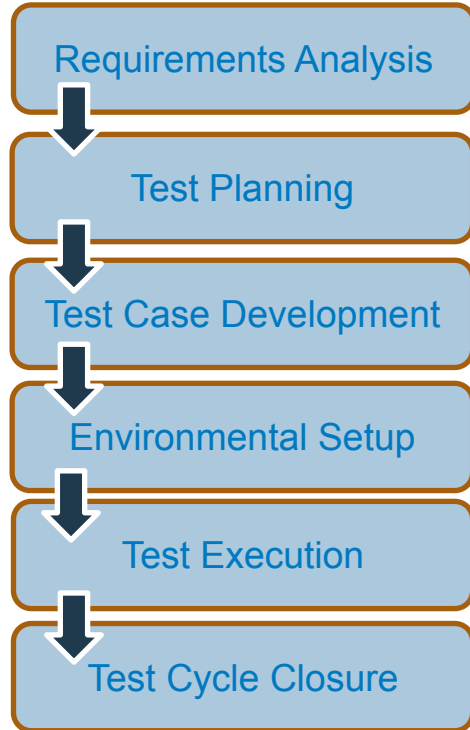 Requirements Analysis
Test Planning
Test Case Development
Environmental Setup
Test Execution
Test Cycle Closure